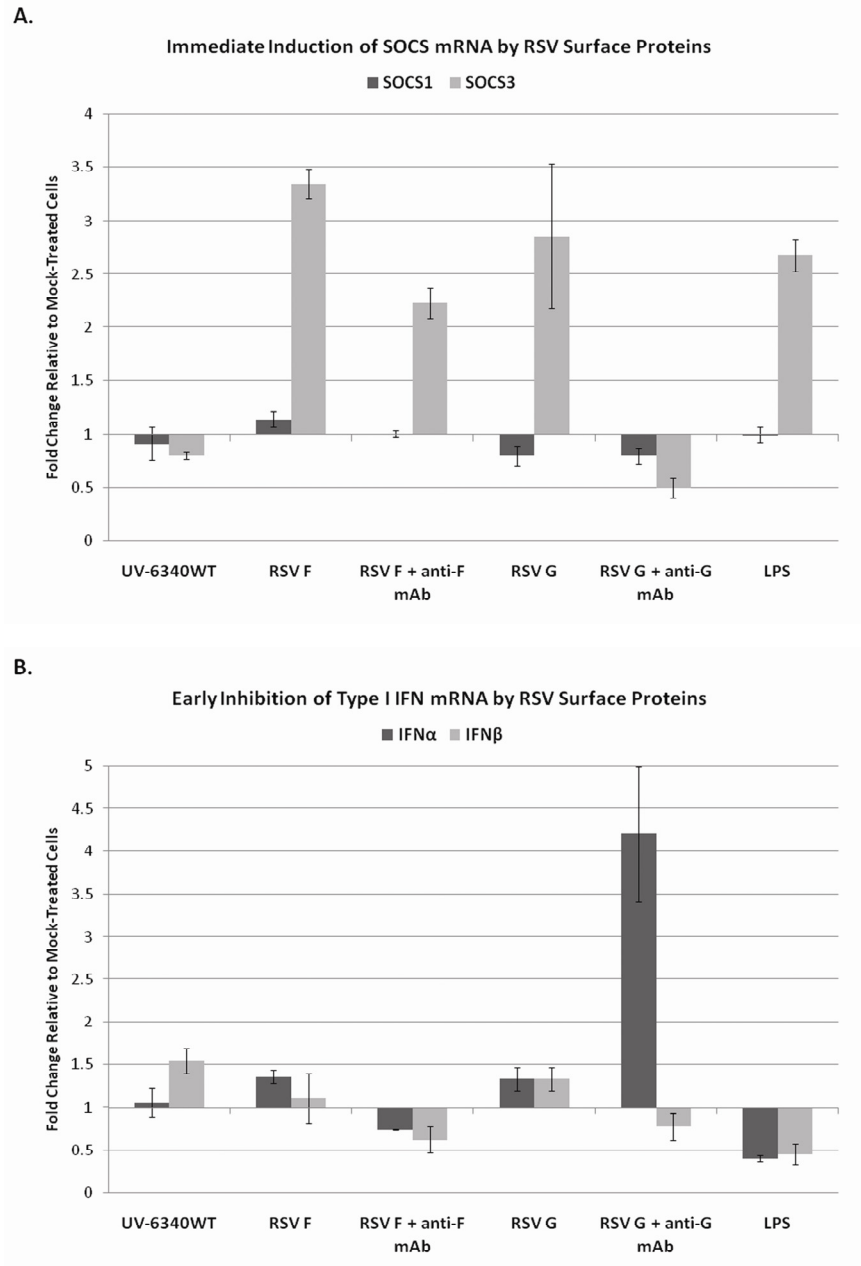 A.
Immediate Induction of SOCS mRNA by RSV Surface Proteins
SOCS1 SOCS3
Fold Change Relative to Mock-Treated Cells
4
3.5
3
2.5
2
1.5
1
0.5
0
UV-6340WT RSV F RSV F + anti-F RSV G RSV G + anti-G LPS
mAb mAb
B.
Early Inhibition of Type I IFN mRNA by RSV Surface Proteins
IFNα IFNβ
Fold Change Relative to Mock-Treated Cells
5
4.5
4
3.5
3
2.5
2
1.5
1
0.5
0
UV-6340WT RSV F RSV F + anti-F RSV G RSV G + anti-G LPS
mAb mAb